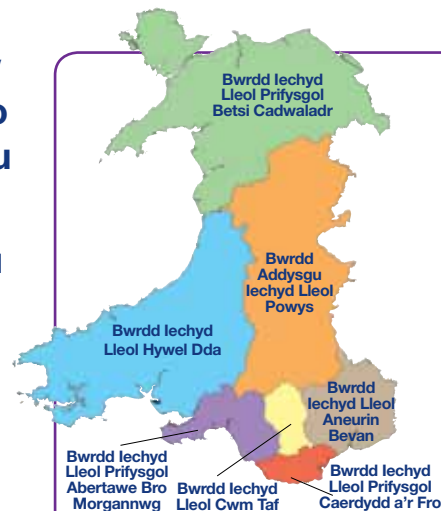 Bwrdd Iechyd
Lleol Prifysgol
Betsi Cadwaladr
Bwrdd
Addysgu
Iechyd Lleol
Powys
Bwrdd Iechyd
Lleol Hywel Dda
Bwrdd
Iechyd Lleol
Aneurin
Bevan
Bwrdd Iechyd
Lleol Prifysgol
Abertawe Bro
Morgannwg
Bwrdd Iechyd
Lleol Cwm Taf
Bwrdd Iechyd
Lleol Prifysgol
Caerdydd a'r Fro